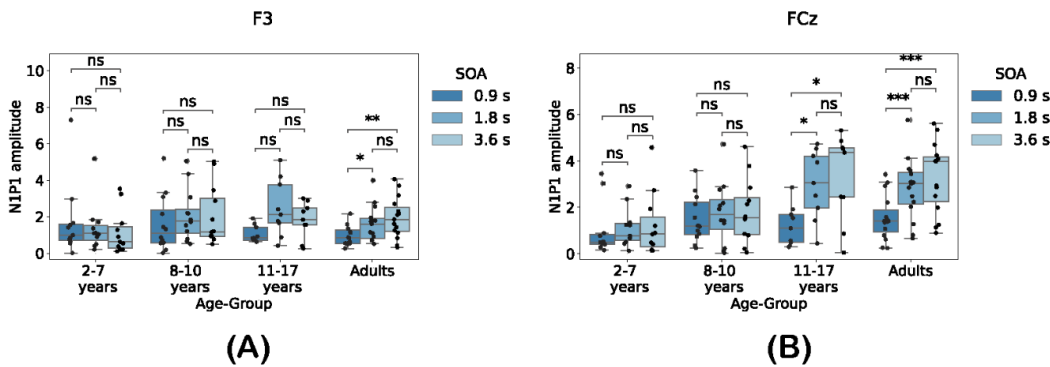 F3
N1P1 amplitude
10
8
6
4
2
0
ns
ns
ns
ns
ns
ns
ns
ns
ns
**
*
ns
2-7
years
8-10
years
11-17
years
Adults
Age-Group
SOA
0.9 s
1.8 s
3.6 s
(A)
FCz
N1P1 amplitude
8
6
4
2
0
ns
ns
ns
ns
ns
ns
*
*
ns
***
***
ns
2-7
years
8-10
years
11-17
years
Adults
Age-Group
SOA
0.9 s
1.8 s
3.6 s
(B)